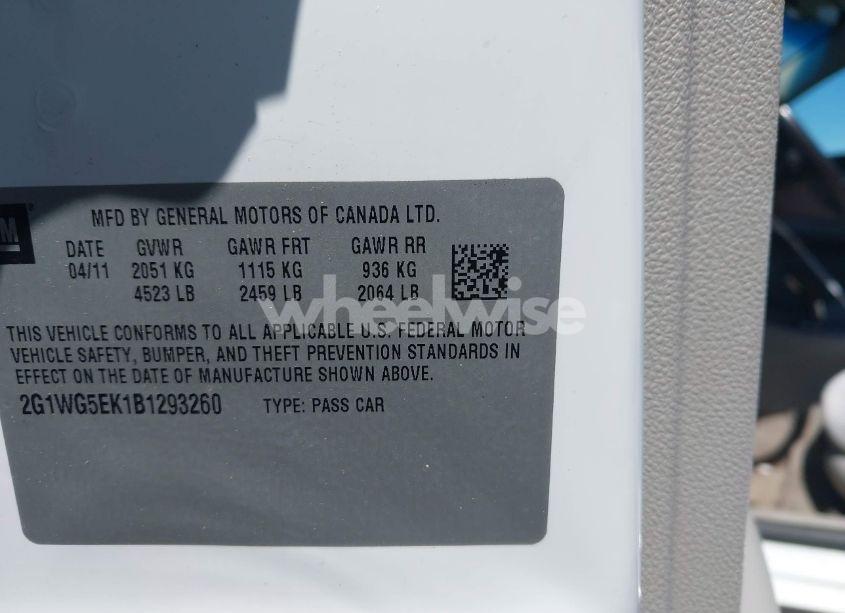 M®
MFD BY GENERAL MOTORS OF CANADA LTD.
DATE GVWR GAWR FRT GAWR RR
04/11 2051 KG 1115 KG 936 KG
4523 LB 2459 LB 2064 LB
wheelwise
THIS VEHICLE CONFORMS TO ALL APPLICABLE U.S. FEDERAL MOTOR
VEHICLE SAFETY, BUMPER, AND THEFT PREVENTION STANDARDS IN
EFFECT ON THE DATE OF MANUFACTURE SHOWN ABOVE.
2G1WG5EK1B1293260 TYPE: PASS CAR